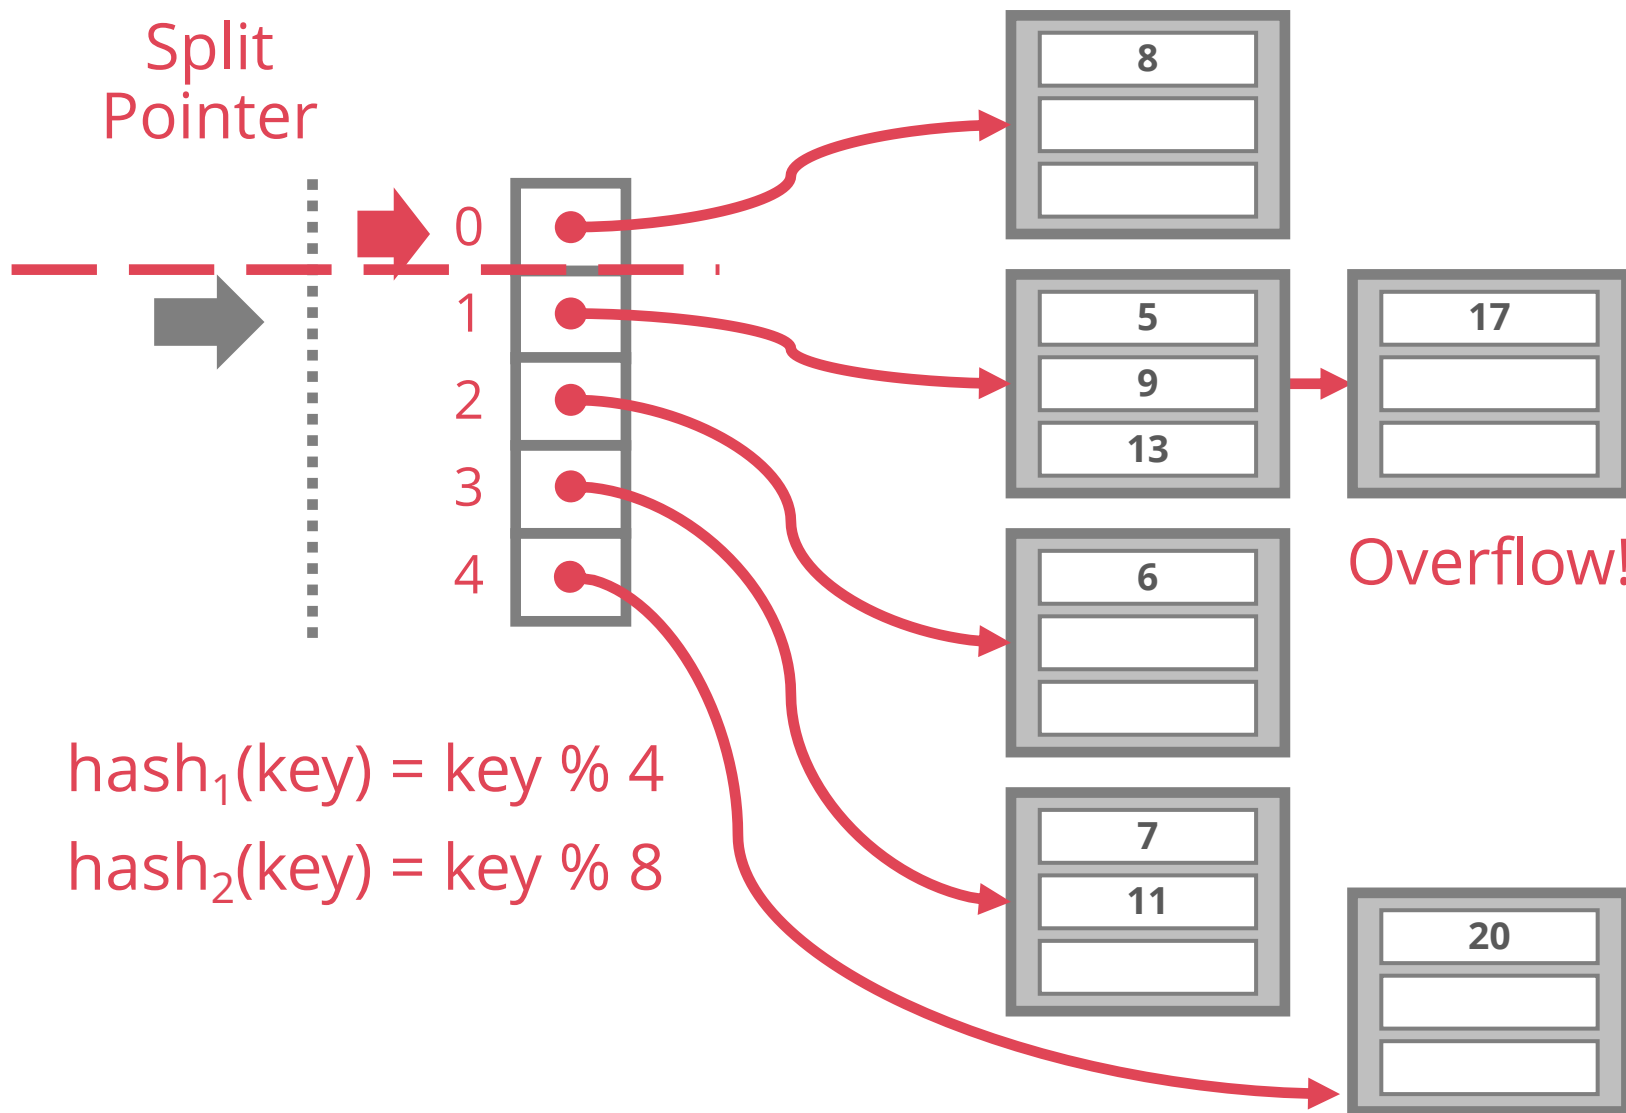 Split
Pointer
0
1
2
3
4
8
5
9
13
17
Overflow!
6
7
11
20
hash₁(key) = key % 4
hash₂(key) = key % 8